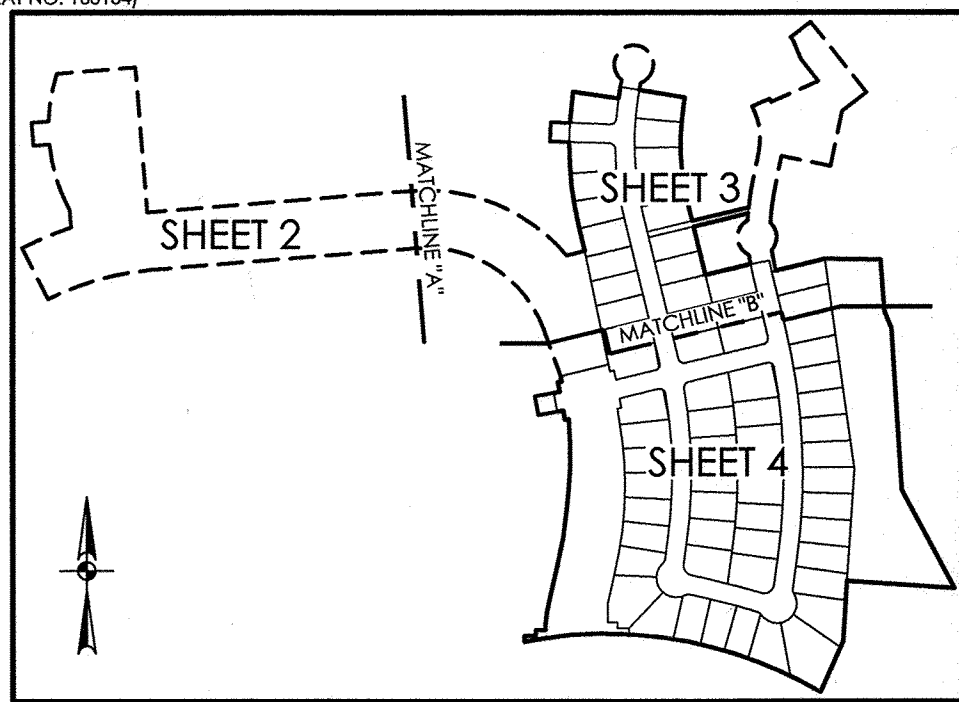 SHEET 3
MATCHLINE "A"
SHEET 2
MATCHLINE "B"
SHEET 4